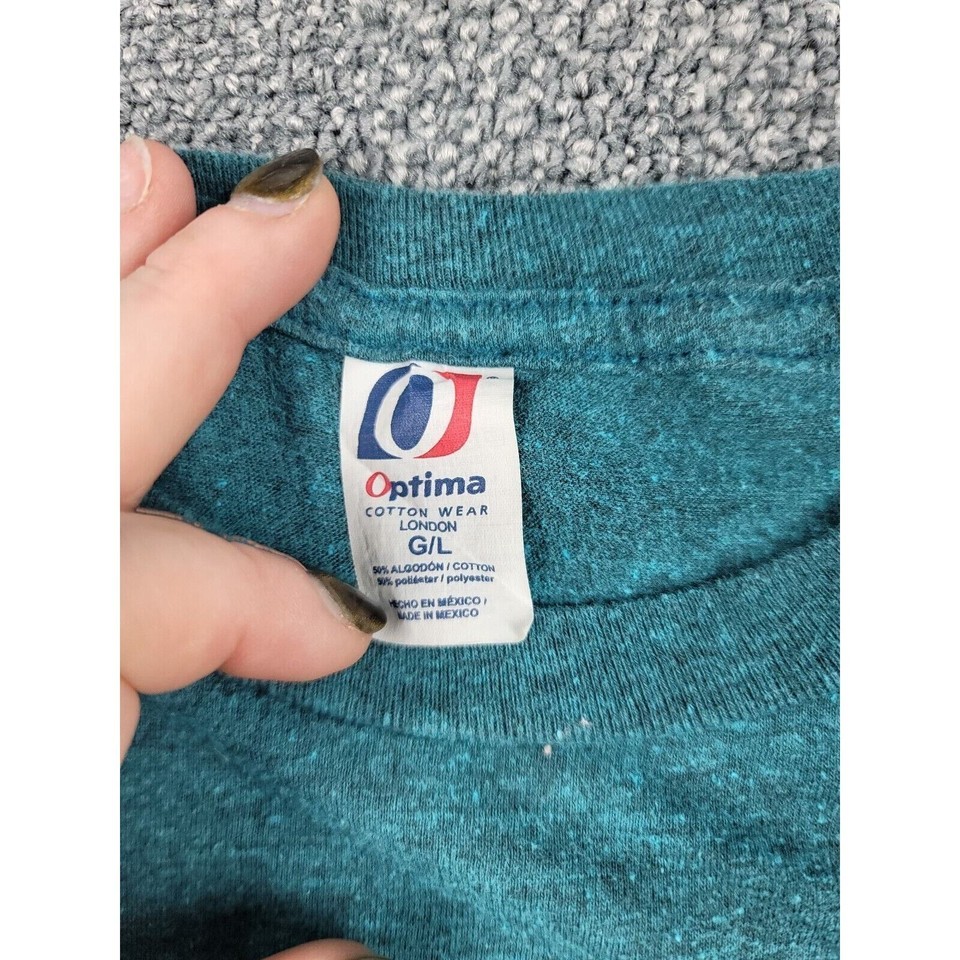 Optima
COTTON WEAR
LONDON
G/L
50% ALGODÓN / COTTON
50% poliéster / polyester
HECHO EN MÉXICO /
MADE IN MEXICO